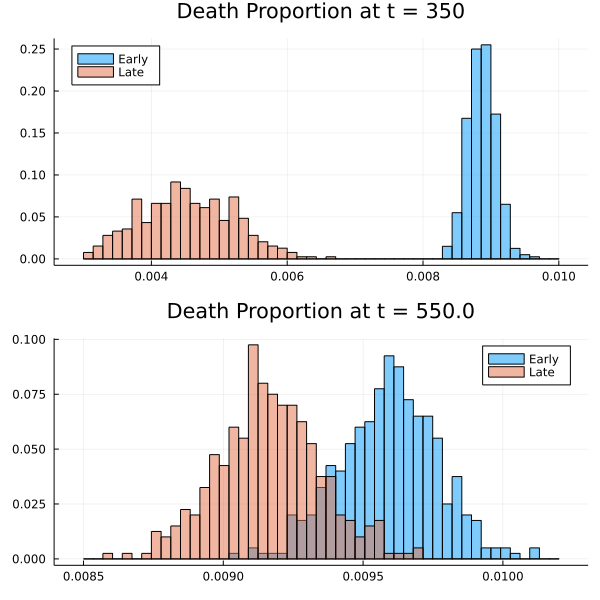 Death Proportion at t = 350
0.25
0.20
0.15
0.10
0.05
0.00
Early
Late
0.004 0.006 0.008 0.010
Death Proportion at t = 550.0
0.100
0.075
0.050
0.025
0.000
Early
Late
0.0085 0.0090 0.0095 0.0100